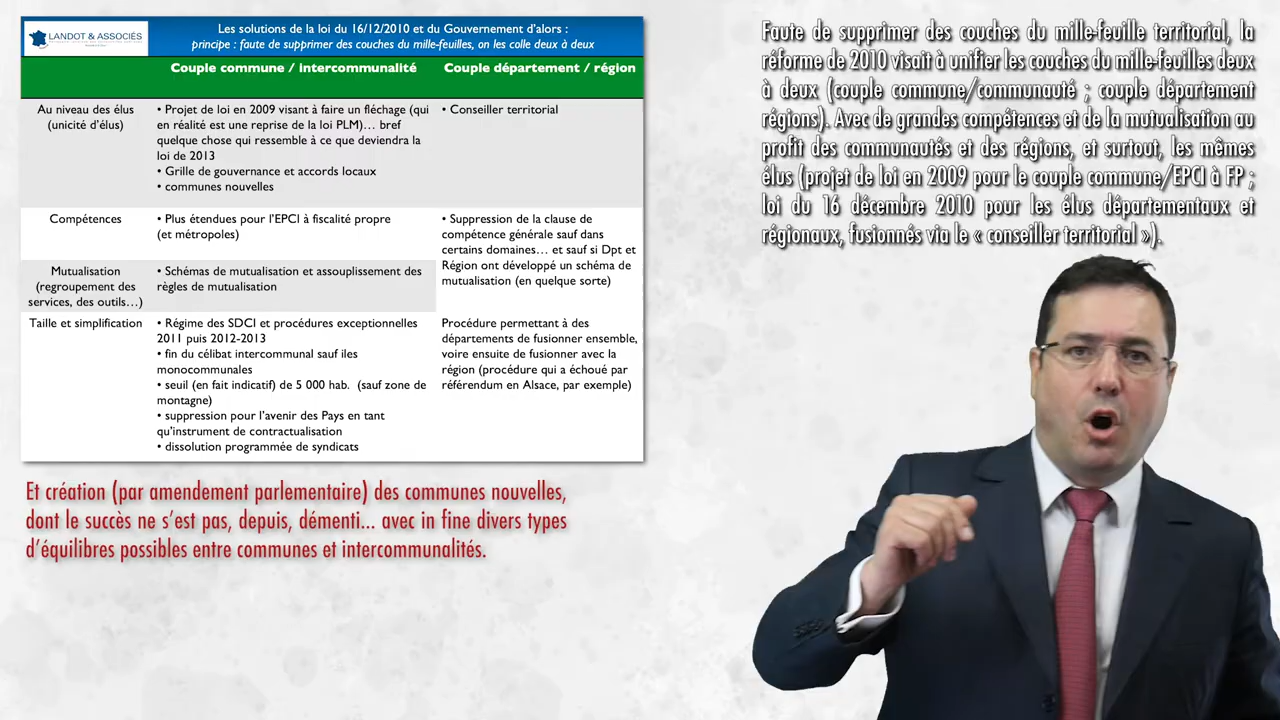 LANDOT & ASSOCIÉS
Les solutions de la loi du 16/12/2010 et du Gouvernement d'alors :
principe : faute de supprimer des couches du mille-feuilles, on les colle deux à deux
Couple commune / intercommunalité
Couple département / région
Au niveau des élus
(unicité d'élus)
• Projet de loi en 2009 visant à faire un fléchage (qui
en réalité est une reprise de la loi PLM)… bref
quelque chose qui ressemble à ce que deviendra la
loi de 2013
• Grille de gouvernance et accords locaux
• communes nouvelles
• Conseiller territorial
Compétences
• Plus étendues pour l'EPCI à fiscalité propre
(et métropoles)
• Suppression de la clause de
compétence générale sauf dans
certains domaines… et sauf si Dpt et
Région ont développé un schéma de
mutualisation (en quelque sorte)
Mutualisation
(regroupement des
services, des outils…)
• Schémas de mutualisation et assouplissement des
règles de mutualisation
Taille et simplification
• Régime des SDCI et procédures exceptionnelles
2011 puis 2012-2013
• fin du célibat intercommunal sauf iles
monocommunales
• seuil (en fait indicatif) de 5 000 hab. (sauf zone de
montagne)
• suppression pour l'avenir des Pays en tant
qu'instrument de contractualisation
• dissolution programmée de syndicats
Procédure permettant à des
départements de fusionner ensemble,
voire ensuite de fusionner avec la
région (procédure qui a échoué par
référendum en Alsace, par exemple)
Et création (par amendement parlementaire) des communes nouvelles,
dont le succès ne s'est pas, depuis, démenti... avec in fine divers types
d'équilibres possibles entre communes et intercommunalités.
Faute de supprimer des couches du mille-feuille territorial, la
réforme de 2010 visait à unifier les couches du mille-feuilles deux
à deux (couple commune/communauté ; couple département
régions). Avec de grandes compétences et de la mutualisation au
profit des communautés et des régions, et surtout, les mêmes
élus (projet de loi en 2009 pour le couple commune/EPCI à FP ;
loi du 16 décembre 2010 pour les élus départementaux et
régionaux, fusionnés via le « conseiller territorial »).